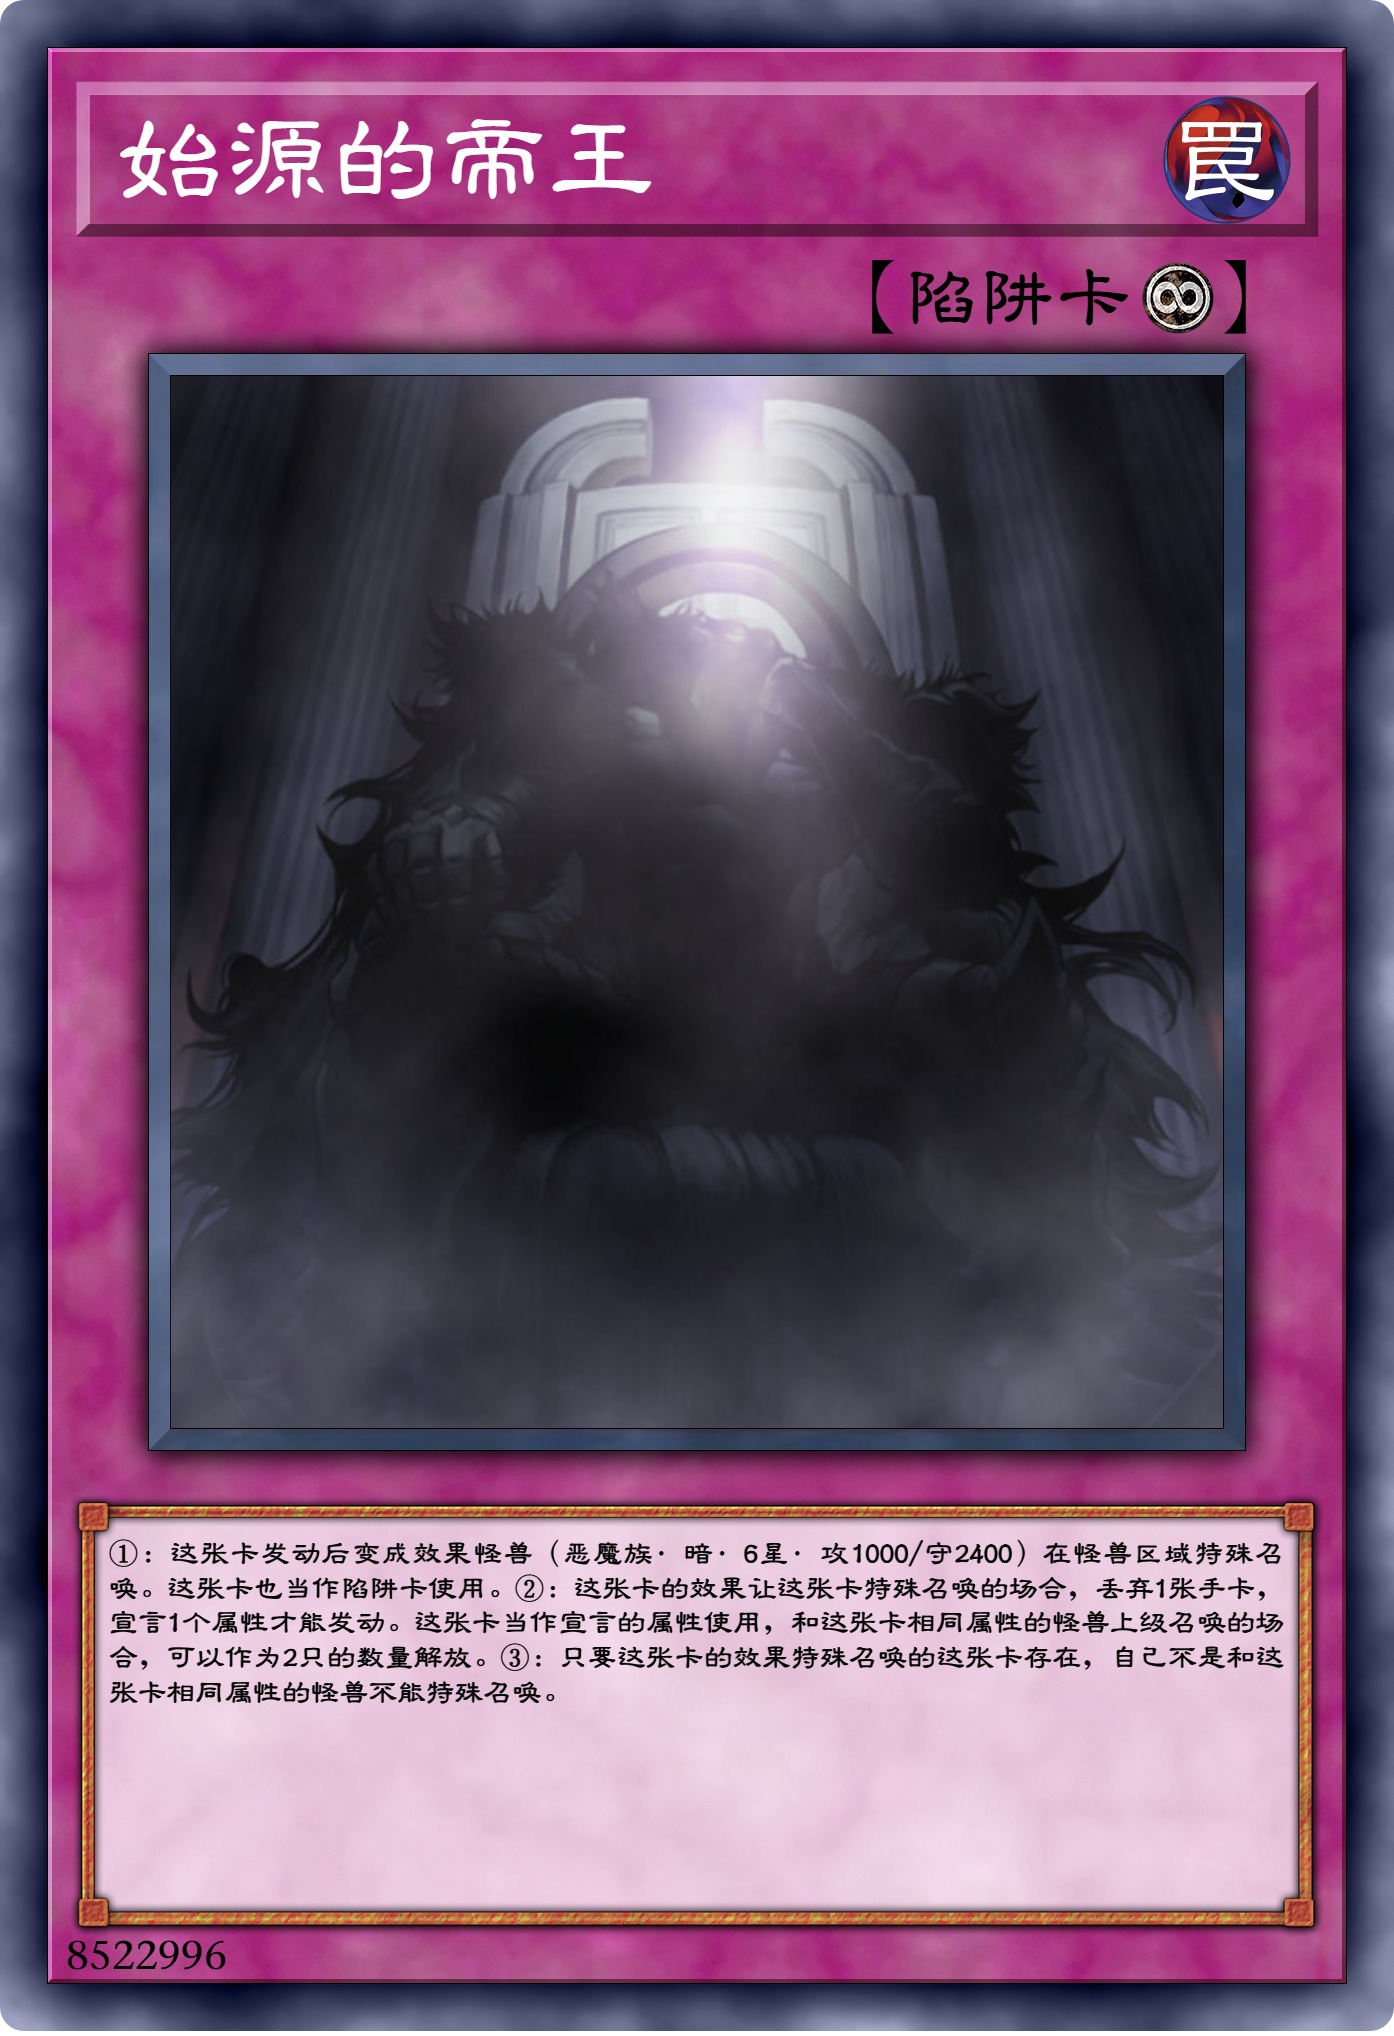 始源的帝王
罠
【陷阱卡】
①：这张卡发动后变成效果怪兽（恶魔族·暗·6星·攻1000/守2400）在怪兽区域特殊召
唤。这张卡也当作陷阱卡使用。②：这张卡的效果让这张卡特殊召唤的场合，丢弃1张手卡，
宣言1个属性才能发动。这张卡当作宣言的属性使用，和这张卡相同属性的怪兽上级召唤的场
合，可以作为2只的数量解放。③：只要这张卡的效果特殊召唤的这张卡存在，自己不是和这
张卡相同属性的怪兽不能特殊召唤。
8522996